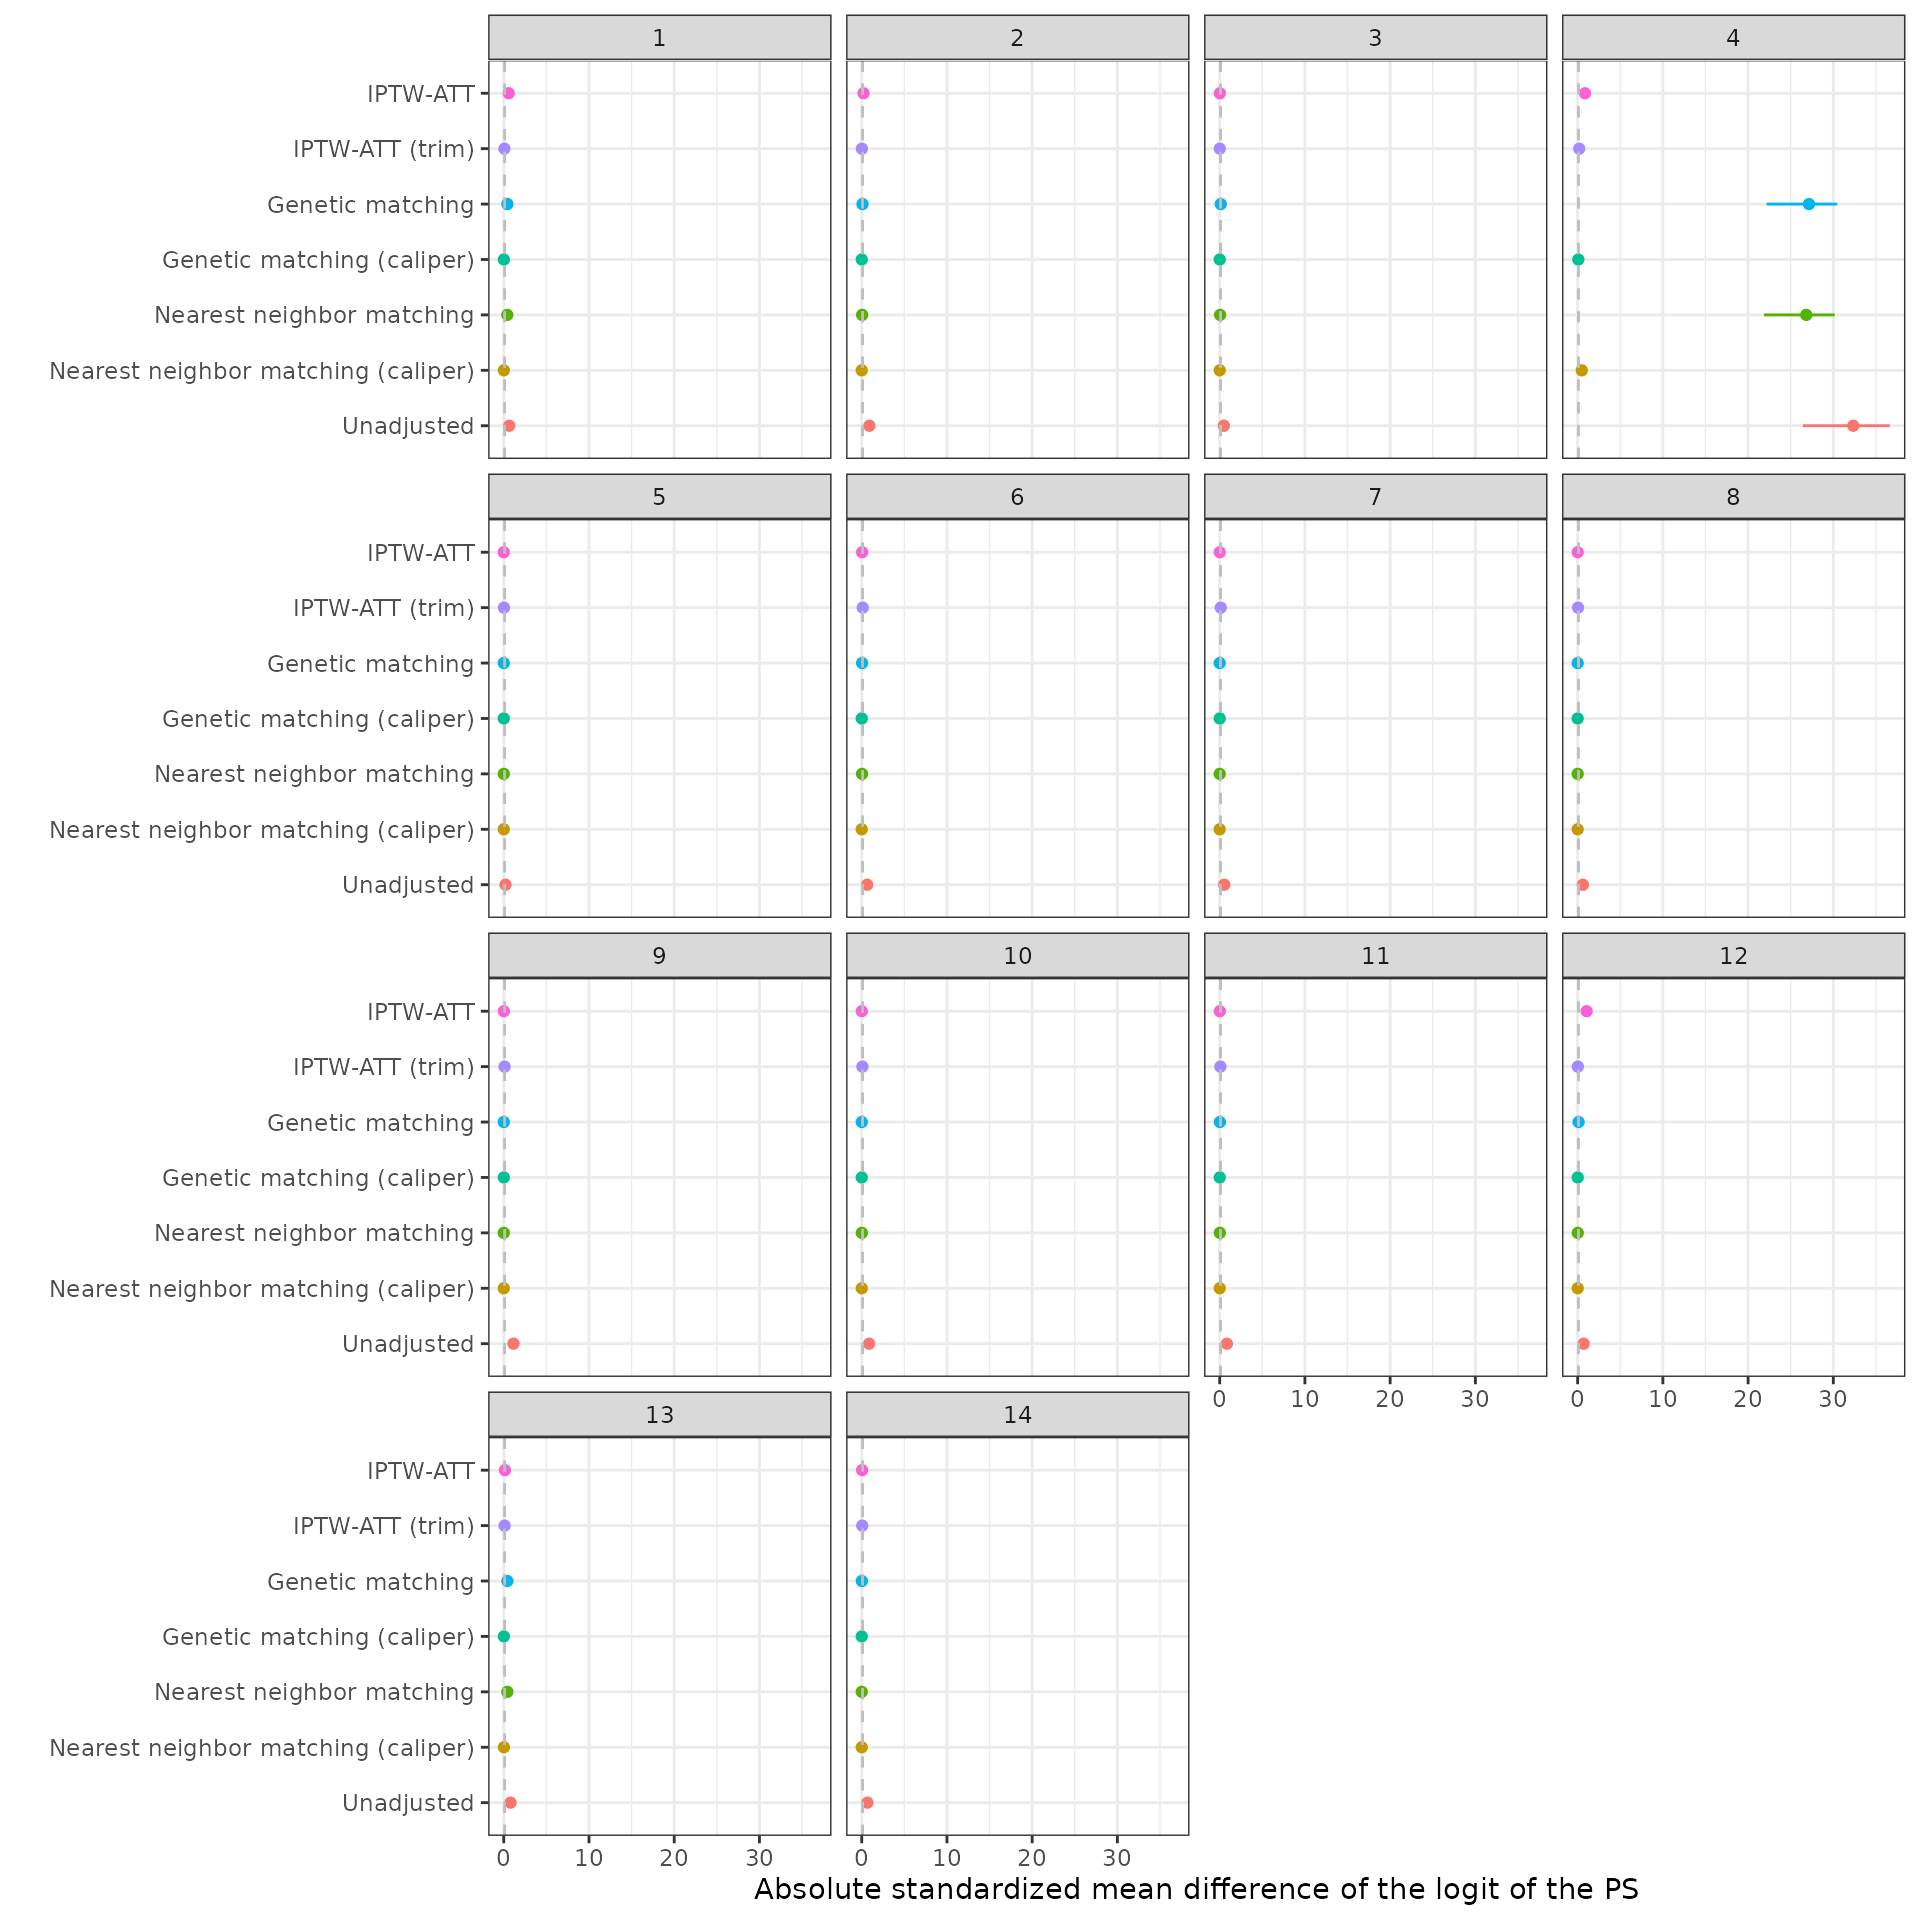 1 2 3 4
IPTW-ATT
IPTW-ATT (trim)
Genetic matching
Genetic matching (caliper)
Nearest neighbor matching
Nearest neighbor matching (caliper)
Unadjusted
5 6 7 8
IPTW-ATT
IPTW-ATT (trim)
Genetic matching
Genetic matching (caliper)
Nearest neighbor matching
Nearest neighbor matching (caliper)
Unadjusted
9 10 11 12
IPTW-ATT
IPTW-ATT (trim)
Genetic matching
Genetic matching (caliper)
Nearest neighbor matching
Nearest neighbor matching (caliper)
Unadjusted
0 10 20 30 0 10 20 30
13 14
IPTW-ATT
IPTW-ATT (trim)
Genetic matching
Genetic matching (caliper)
Nearest neighbor matching
Nearest neighbor matching (caliper)
Unadjusted
0 10 20 30 0 10 20 30
Absolute standardized mean difference of the logit of the PS